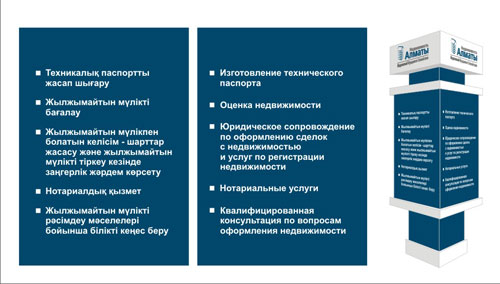 Техникалық паспортты
жасап шығару
Жылжымайтын мүлікті
бағалау
Жылжымайтын мүлікпен
болатын келісім - шарттар
жасасу және жылжымайтын
мүлікті тіркеу кезінде
заңгерлік жәрдем көрсету
Нотариалдық қызмет
Жылжымайтын мүлікті
рәсімдеу мәселелері
бойынша білікті кеңес беру
Изготовление технического
паспорта
Оценка недвижимости
Юридическое сопровождение
по оформлению сделок
с недвижимостью
и услуг по регистрации
недвижимости
Нотариальные услуги
Квалифицированная
консультация по вопросам
оформления недвижимости
Алматы
Алматы